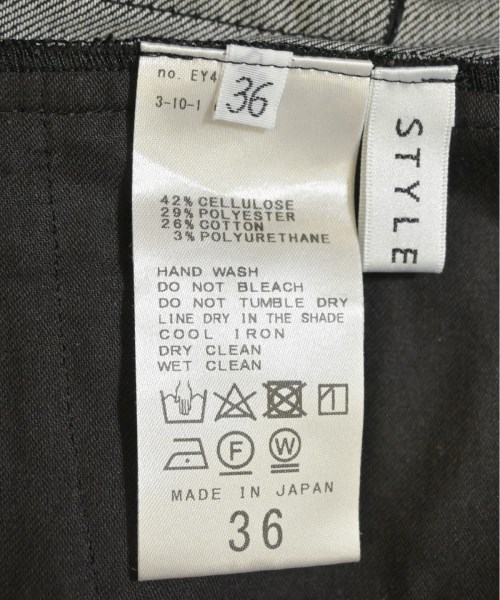 no. EY4
36
3-10-1
STYLE
42% CELLULOSE
29% POLYESTER
26% COTTON
3% POLYURETHANE
HAND WASH
DO NOT BLEACH
DO NOT TUMBLE DRY
LINE DRY IN THE SHADE
COOL IRON
DRY CLEAN
WET CLEAN
F W
MADE IN JAPAN
36